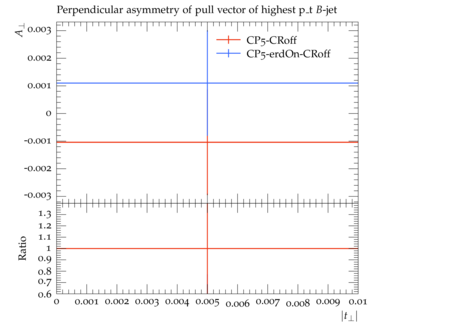 Perpendicular asymmetry of pull vector of highest p_t B-jet
A⊥
0.003
0.002
0.001
0
-0.001
-0.002
-0.003
CP5-CRoff
CP5-erdOn-CRoff
Ratio
1.3
1.2
1.1
1
0.9
0.8
0.7
0.6
0 0.001 0.002 0.003 0.004 0.005 0.006 0.007 0.008 0.009 0.01
|t⊥|